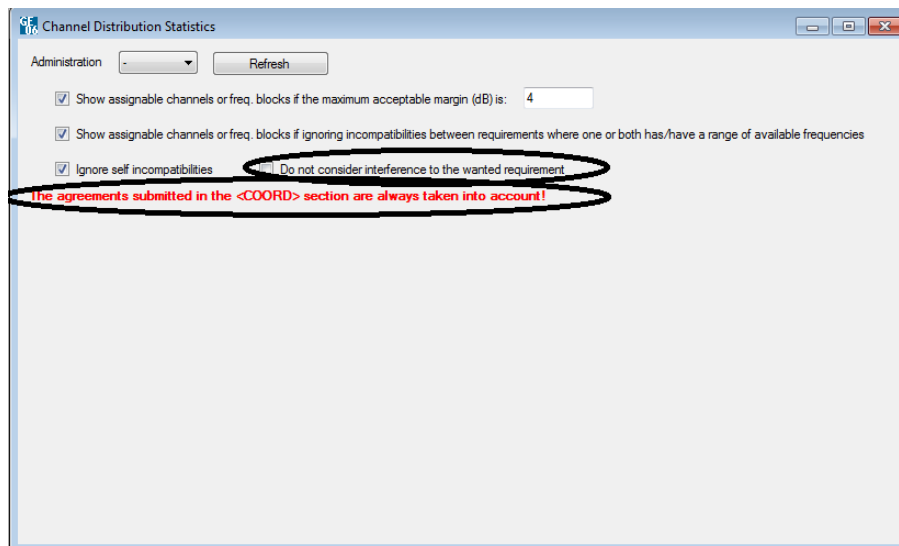 GE06 Channel Distribution Statistics
Administration - Refresh
Show assignable channels or freq. blocks if the maximum acceptable margin (dB) is: 4
Show assignable channels or freq. blocks if ignoring incompatibilities between requirements where one or both has/have a range of available frequencies
Ignore self incompatibilities Do not consider interference to the wanted requirement
The agreements submitted in the <COORD> section are always taken into account!